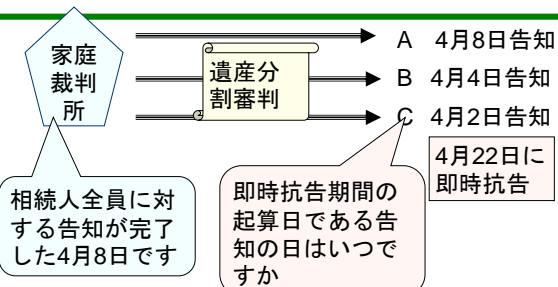 家庭
裁判
所
遺産分
割審判
A 4月8日告知
B 4月4日告知
C 4月2日告知
4月22日に
即時抗告
相続人全員に対
する告知が完了
した4月8日です
即時抗告期間の
起算日である告
知の日はいつで
すか